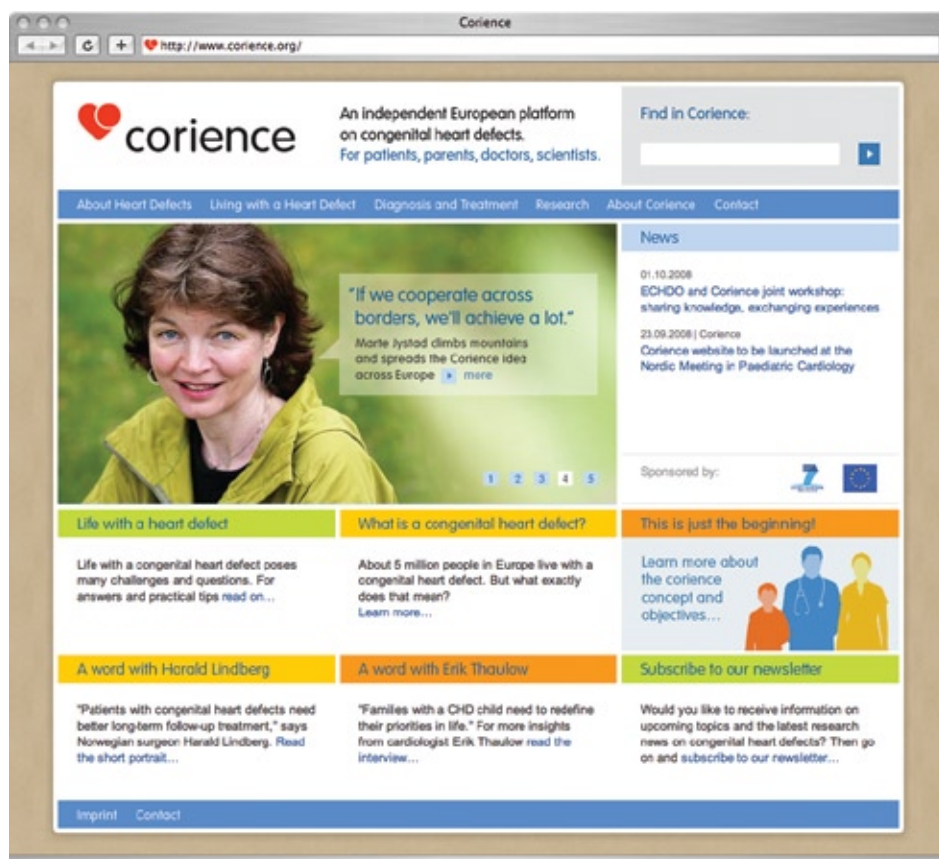 Corience
http://www.corience.org/
corience
An independent European platform
on congenital heart defects.
For patients, parents, doctors, scientists.
Find in Corience:
About Heart Defects Living with a Heart Defect Diagnosis and Treatment Research About Corience Contact
"If we cooperate across
borders, we'll achieve a lot."
Marte Jystad climbs mountains
and spreads the Corience idea
across Europe more
1 2 3 4 5
News
01.10.2008
ECHDO and Corience joint workshop:
sharing knowledge, exchanging experiences
23.09.2008 | Corience
Corience website to be launched at the
Nordic Meeting in Paediatric Cardiology
Sponsored by:
Life with a heart defect
Life with a congenital heart defect poses
many challenges and questions. For
answers and practical tips read on...
What is a congenital heart defect?
About 5 million people in Europe live with a
congenital heart defect. But what exactly
does that mean?
Learn more...
This is just the beginning!
Learn more about
the corience
concept and
objectives...
A word with Harald Lindberg
"Patients with congenital heart defects need
better long-term follow-up treatment," says
Norwegian surgeon Harald Lindberg. Read
the short portrait...
A word with Erik Thaulow
"Families with a CHD child need to redefine
their priorities in life." For more insights
from cardiologist Erik Thaulow read the
interview...
Subscribe to our newsletter
Would you like to receive information on
upcoming topics and the latest research
news on congenital heart defects? Then go
on and subscribe to our newsletter...
Imprint Contact